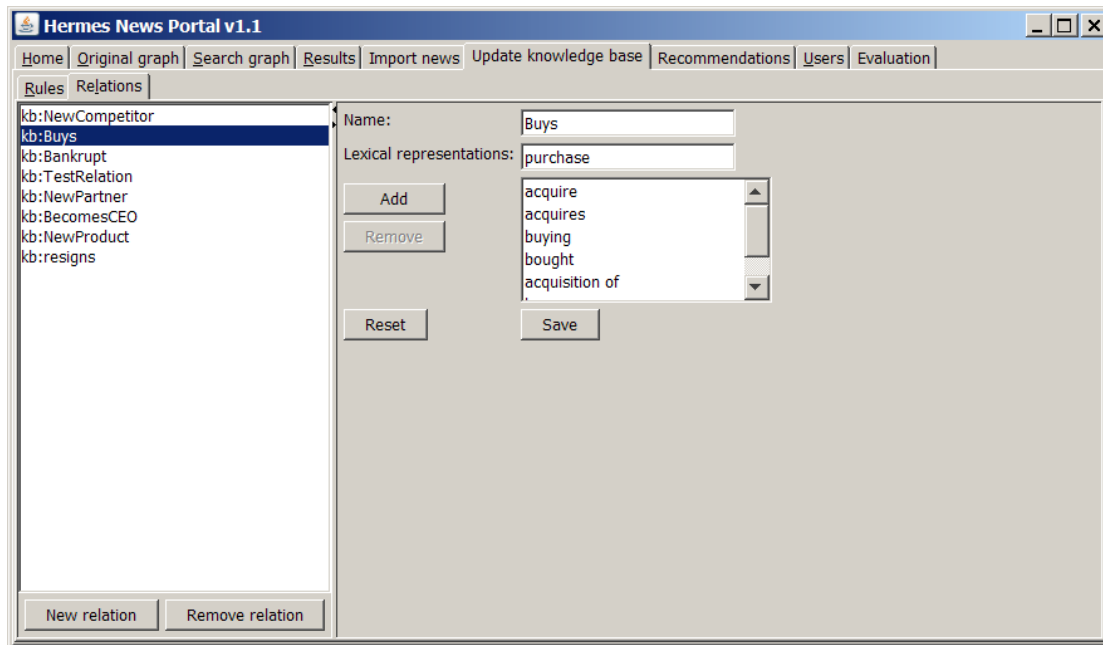 Hermes News Portal v1.1
Home Original graph Search graph Results Import news Update knowledge base Recommendations Users Evaluation
Rules Relations
kb:NewCompetitor
kb:Buys
kb:Bankrupt
kb:TestRelation
kb:NewPartner
kb:BecomesCEO
kb:NewProduct
kb:resigns
New relation Remove relation
Name: Buys
Lexical representations: purchase
Add
Remove
acquire
acquires
buying
bought
acquisition of
Reset Save